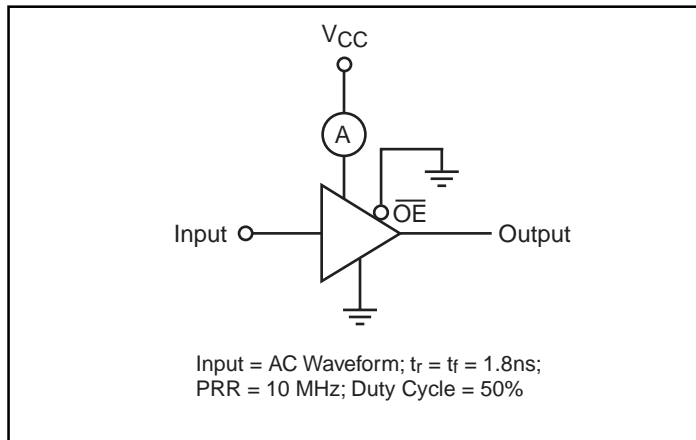 VCC
A
OE
Input
Output
Input = AC Waveform; tr = tf = 1.8ns;
PRR = 10 MHz; Duty Cycle = 50%